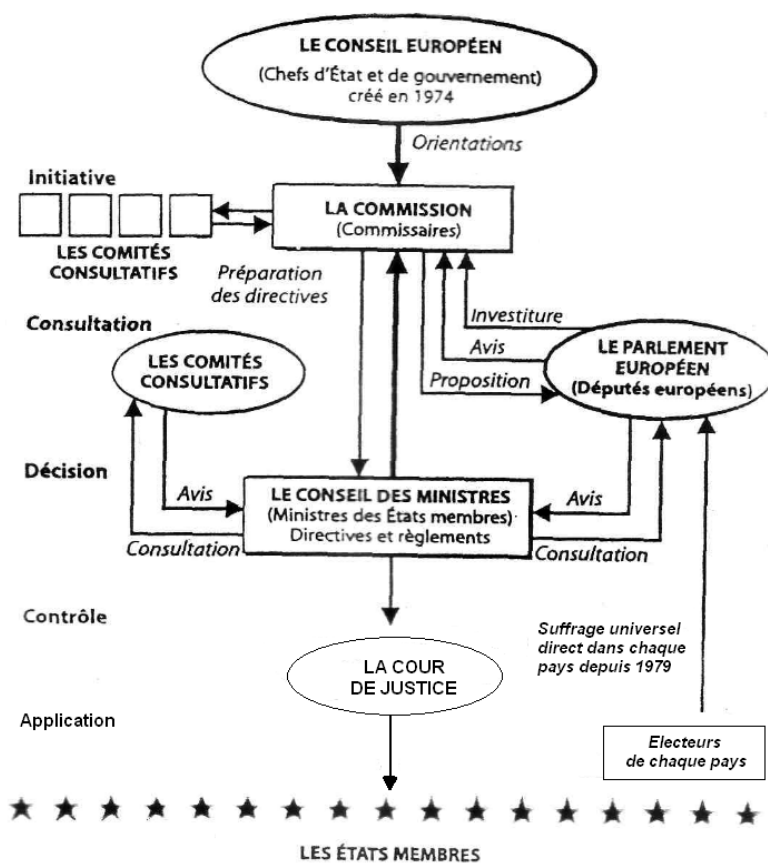 LE CONSEIL EUROPÉEN
(Chefs d'État et de gouvernement)
créé en 1974
Orientations
Initiative
LA COMMISSION
(Commissaires)
LES COMITÉS
CONSULTATIFS
Préparation
des directives
Consultation
Investiture
LES COMITÉS
CONSULTATIFS
Avis
LE PARLEMENT
EUROPÉEN
(Députés européens)
Proposition
Décision
Avis
LE CONSEIL DES MINISTRES
(Ministres des États membres)
Directives et règlements
Avis
Consultation
Consultation
Contrôle
Suffrage universel
direct dans chaque
pays depuis 1979
LA COUR
DE JUSTICE
Application
Electeurs
de chaque pays
LES ÉTATS MEMBRES